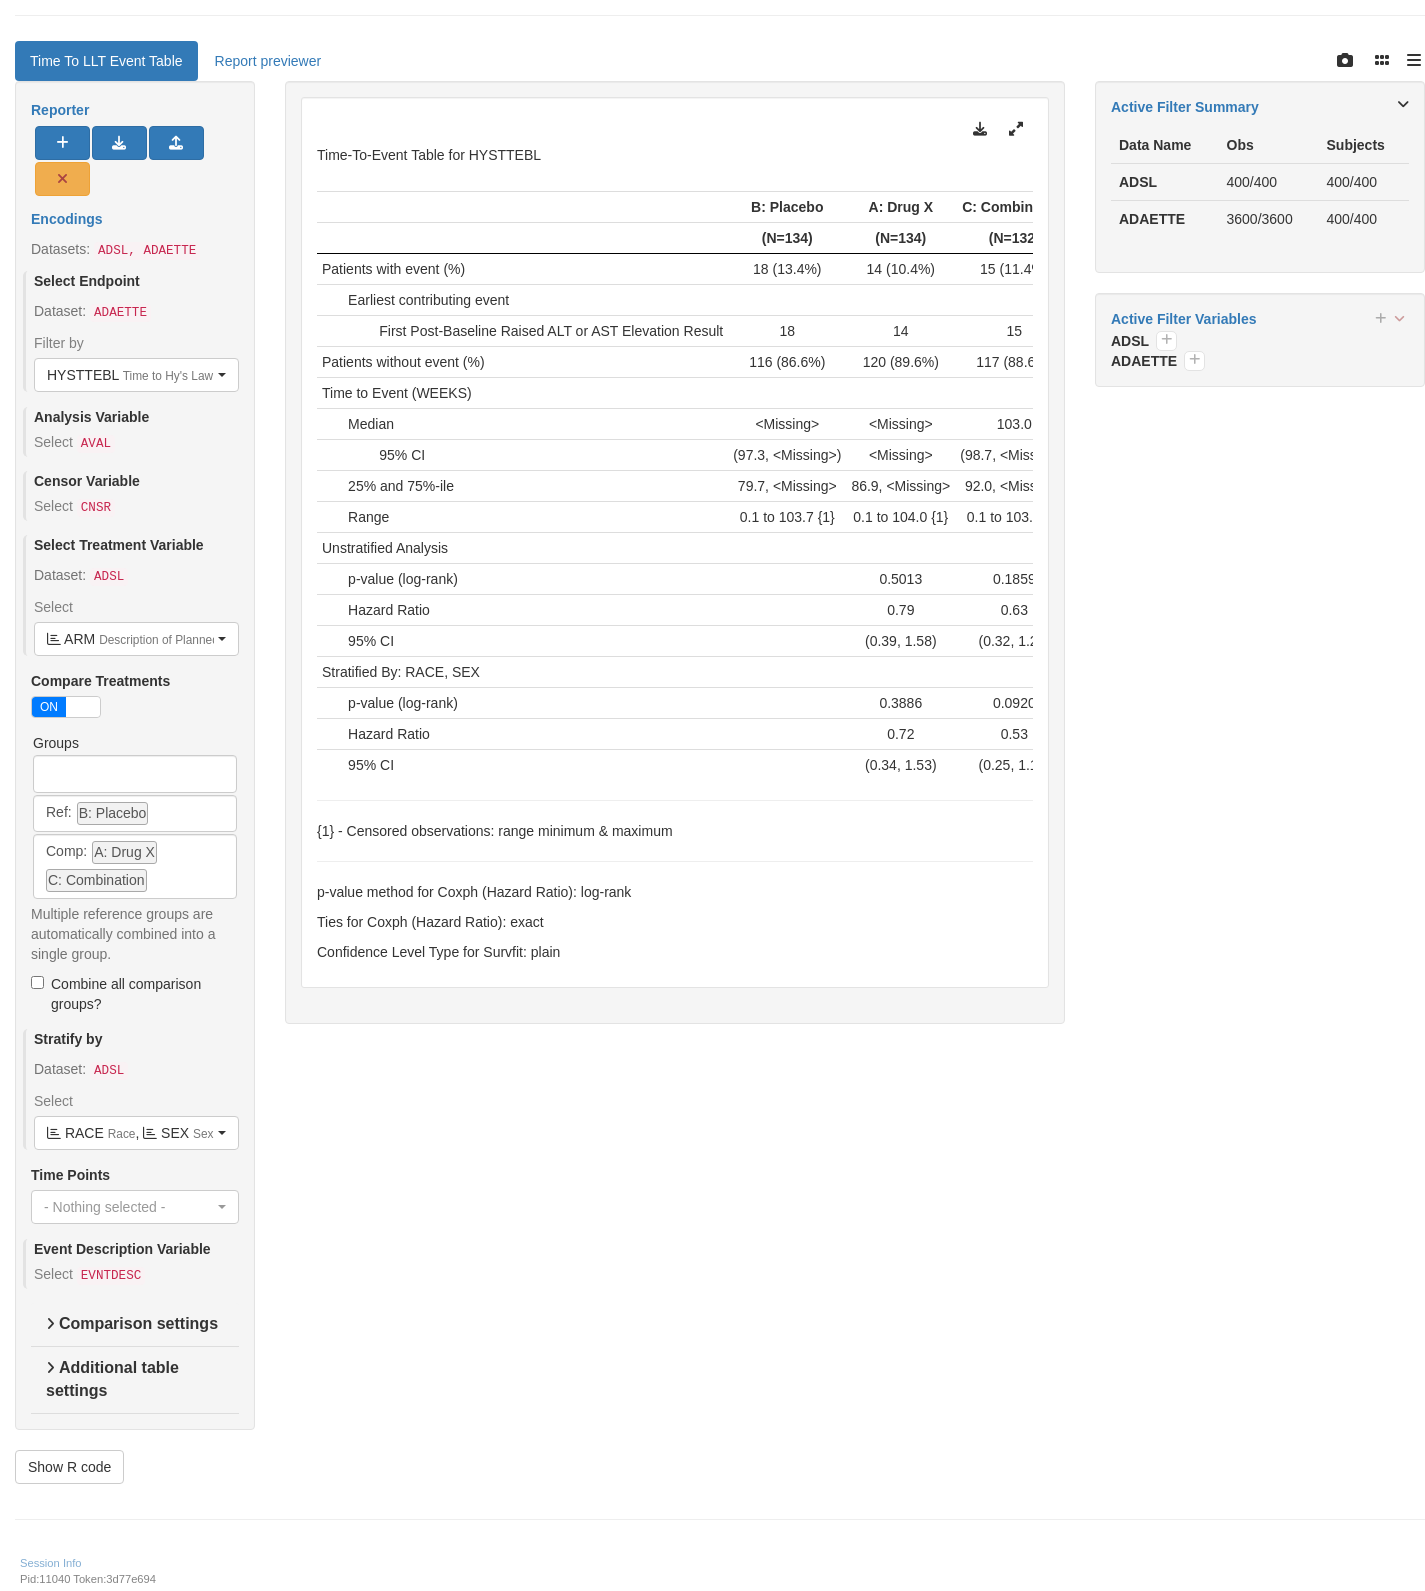 Time To LLT Event Table
Report previewer
Reporter
Encodings
Datasets: ADSL, ADAETTE
Select Endpoint
Dataset: ADAETTE
Filter by
HYSTTEBL Time to Hy's Law
Analysis Variable
Select AVAL
Censor Variable
Select CNSR
Select Treatment Variable
Dataset: ADSL
Select
ARM Description of Planned
Compare Treatments
ON
Groups
Ref: B: Placebo
Comp: A: Drug X
C: Combination
Multiple reference groups are
automatically combined into a
single group.
Combine all comparison
groups?
Stratify by
Dataset: ADSL
Select
RACE Race, SEX Sex
Time Points
- Nothing selected -
Event Description Variable
Select EVNTDESC
Comparison settings
Additional table
settings
Show R code
Time-To-Event Table for HYSTTEBL
B: Placebo A: Drug X C: Combin
(N=134) (N=134) (N=132
Patients with event (%) 18 (13.4%) 14 (10.4%) 15 (11.4%
Earliest contributing event
First Post-Baseline Raised ALT or AST Elevation Result 18 14 15
Patients without event (%) 116 (86.6%) 120 (89.6%) 117 (88.6
Time to Event (WEEKS)
Median <Missing> <Missing> 103.0
95% CI (97.3, <Missing>) <Missing> (98.7, <Miss
25% and 75%-ile 79.7, <Missing> 86.9, <Missing> 92.0, <Miss
Range 0.1 to 103.7 {1} 0.1 to 104.0 {1} 0.1 to 103.
Unstratified Analysis
p-value (log-rank) 0.5013 0.1859
Hazard Ratio 0.79 0.63
95% CI (0.39, 1.58) (0.32, 1.2
Stratified By: RACE, SEX
p-value (log-rank) 0.3886 0.0920
Hazard Ratio 0.72 0.53
95% CI (0.34, 1.53) (0.25, 1.1
{1} - Censored observations: range minimum & maximum
p-value method for Coxph (Hazard Ratio): log-rank
Ties for Coxph (Hazard Ratio): exact
Confidence Level Type for Survfit: plain
Active Filter Summary
Data Name Obs Subjects
ADSL 400/400 400/400
ADAETTE 3600/3600 400/400
Active Filter Variables
ADSL
ADAETTE
Session Info
Pid:11040 Token:3d77e694